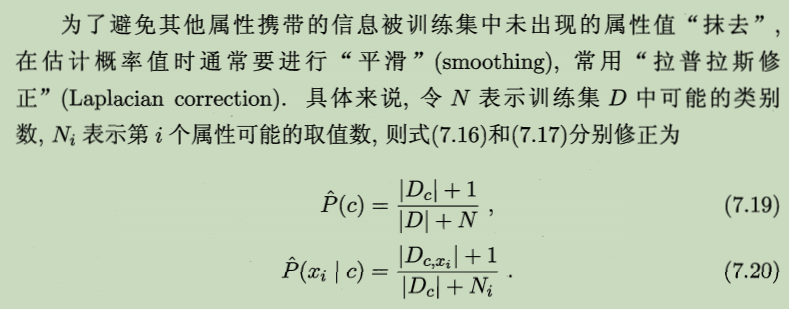 为了避免其他属性携带的信息被训练集中未出现的属性值“抹去”,
在估计概率值时通常要进行“平滑”(smoothing), 常用“拉普拉斯修
正”(Laplacian correction). 具体来说, 令 N 表示训练集 D 中可能的类别
数, N_i 表示第 i 个属性可能的取值数, 则式(7.16)和(7.17)分别修正为
P̂(c) = (|D_c| + 1) / (|D| + N) , (7.19)
P̂(x_i | c) = (|D_{c,x_i}| + 1) / (|D_c| + N_i) . (7.20)